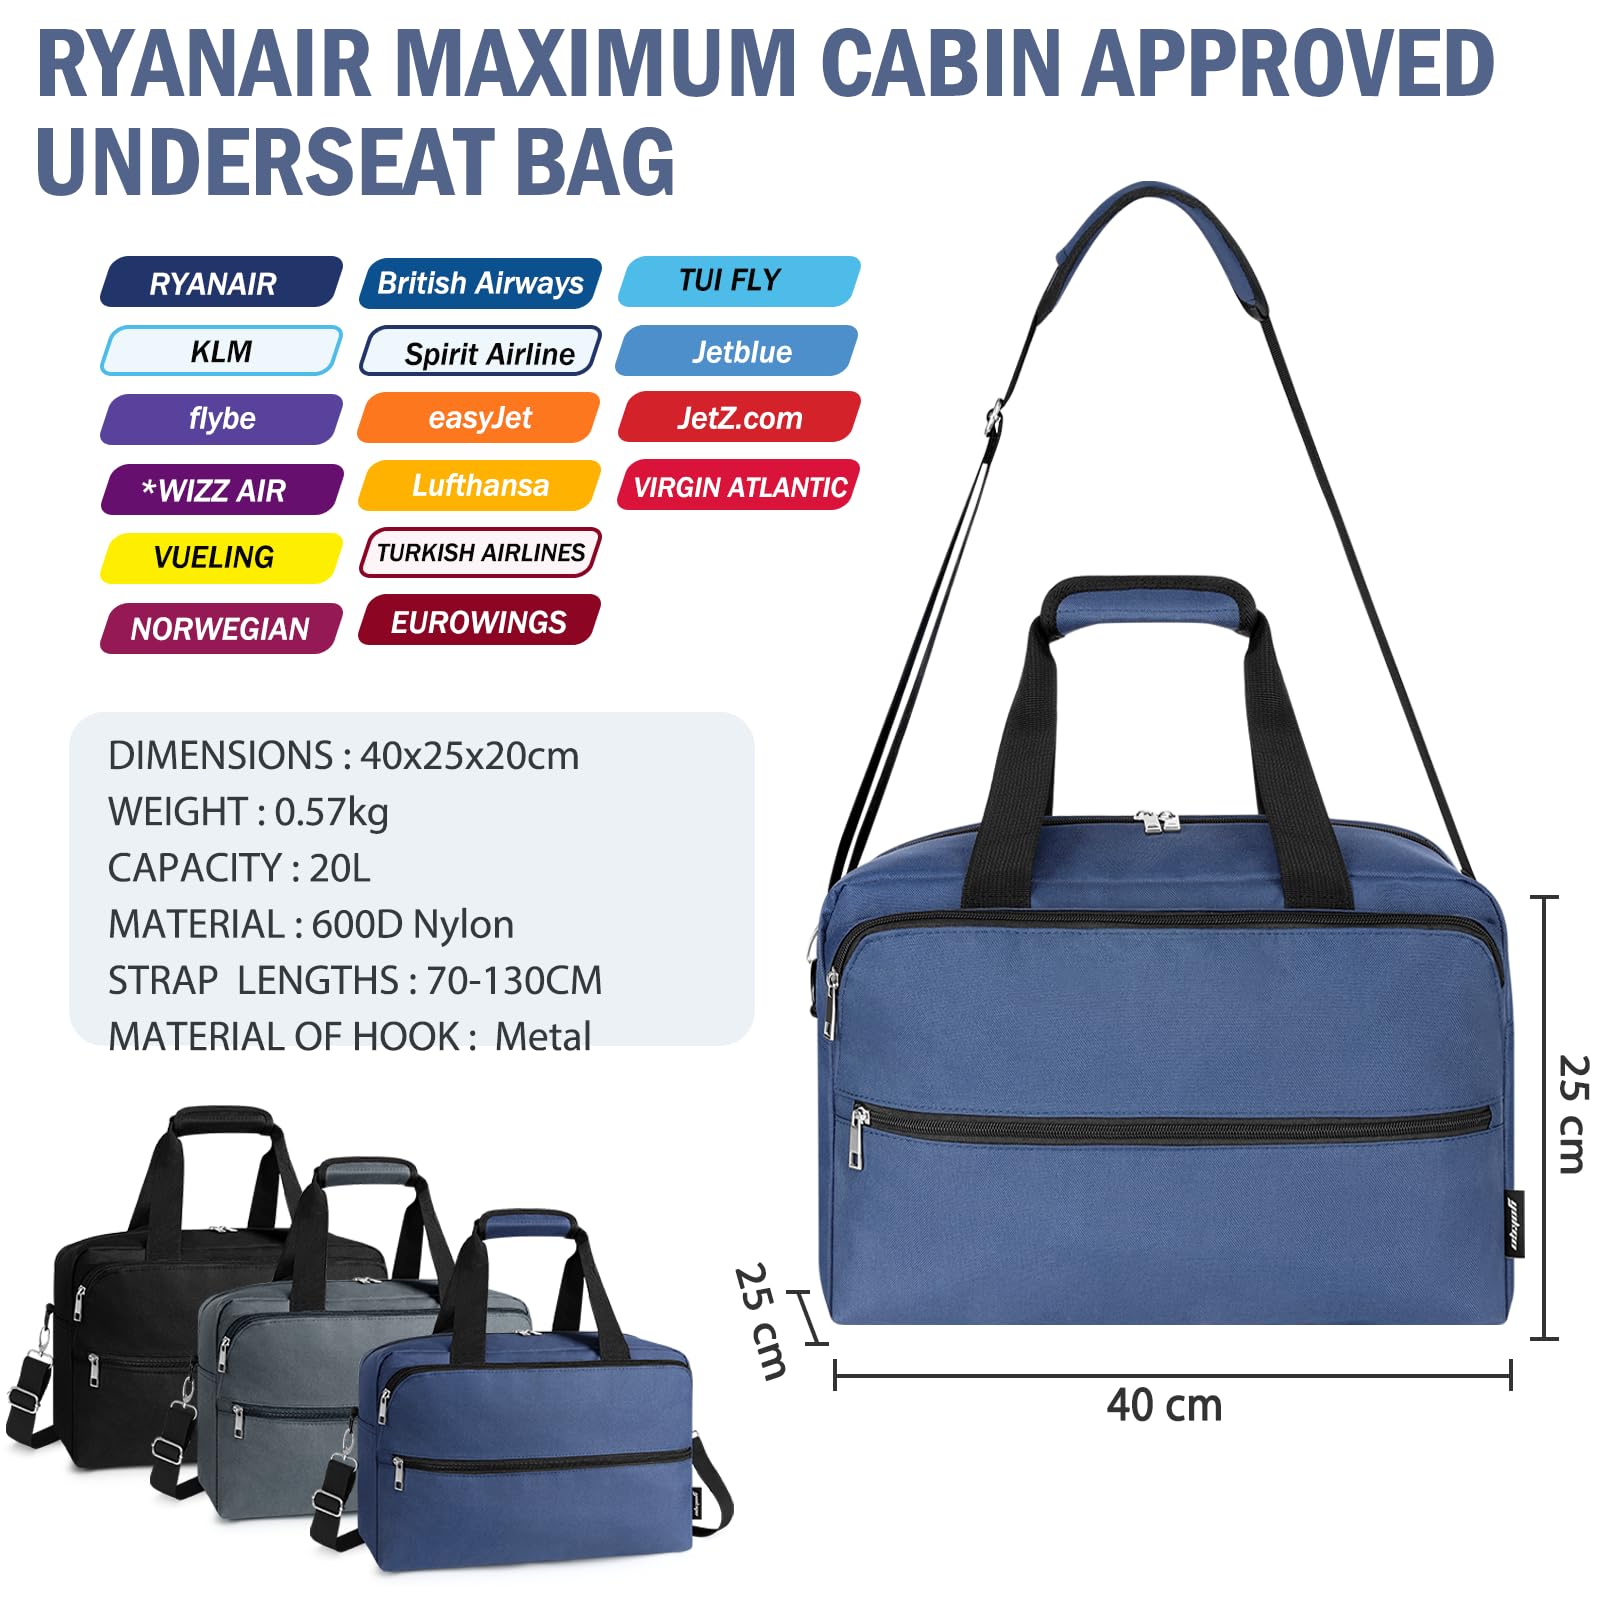 RYANAIR MAXIMUM CABIN APPROVED
UNDERSEAT BAG
RYANAIR
British Airways
TUI FLY
KLM
Spirit Airline
Jetblue
flybe
easyJet
JetZ.com
*WIZZ AIR
Lufthansa
VIRGIN ATLANTIC
VUELING
TURKISH AIRLINES
NORWEGIAN
EUROWINGS
DIMENSIONS : 40x25x20cm
WEIGHT : 0.57kg
CAPACITY : 20L
MATERIAL : 600D Nylon
STRAP LENGTHS : 70-130CM
MATERIAL OF HOOK : Metal
25 cm
25 cm
40 cm